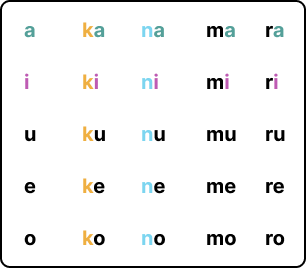 a ka na ma ra
i ki ni mi ri
u ku nu mu ru
e ke ne me re
o ko no mo ro